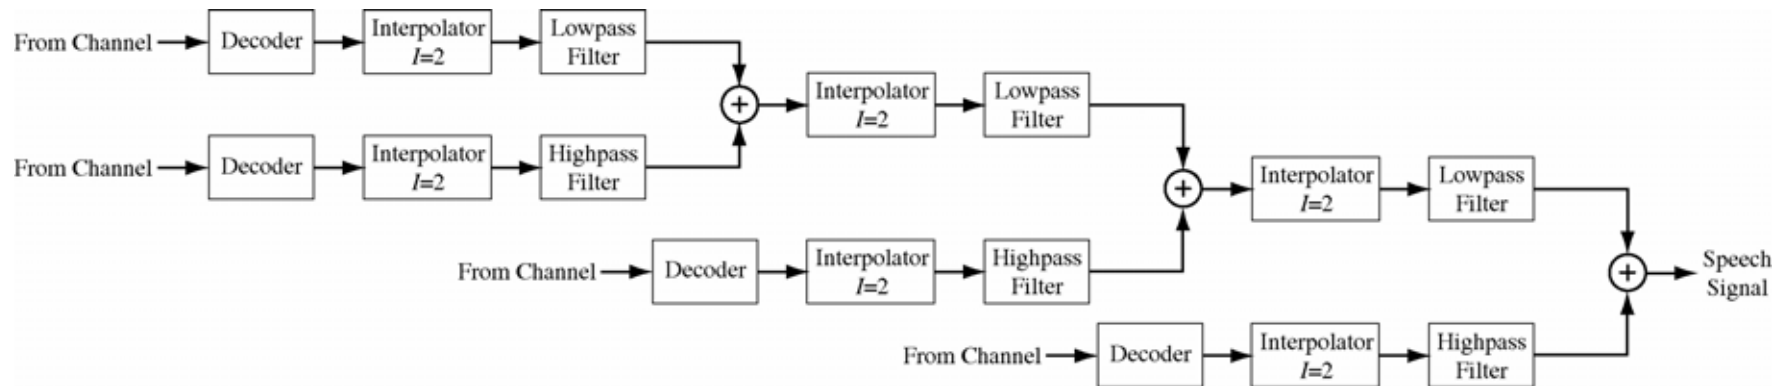 From Channel
Decoder
Interpolator
I=2
Lowpass
Filter
+
Interpolator
I=2
Lowpass
Filter
From Channel
Decoder
Interpolator
I=2
Highpass
Filter
+
Interpolator
I=2
Lowpass
Filter
From Channel
Decoder
Interpolator
I=2
Highpass
Filter
+
Speech
Signal
From Channel
Decoder
Interpolator
I=2
Highpass
Filter